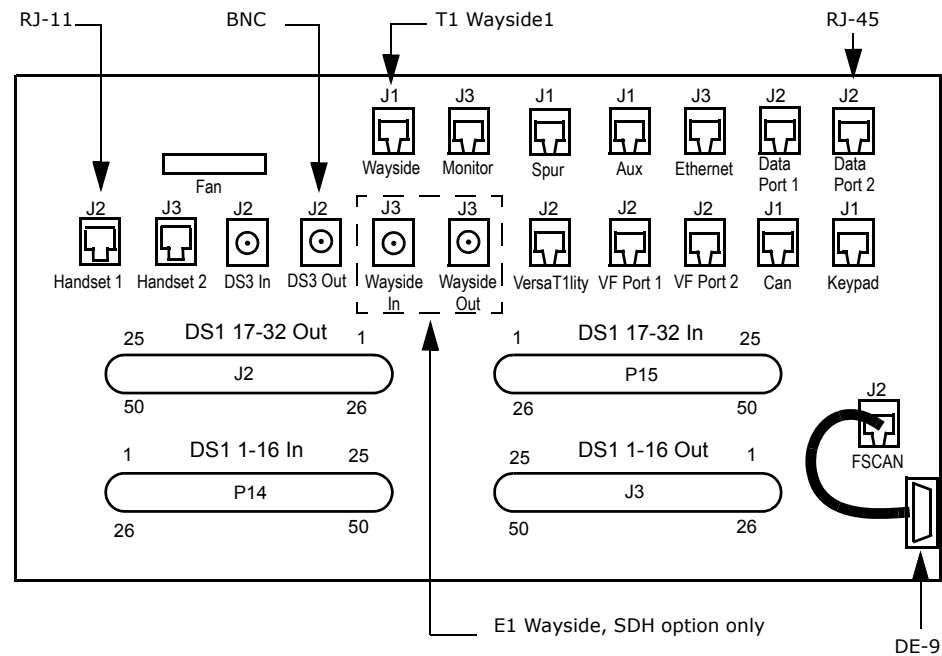 RJ-11 BNC T1 Wayside1 RJ-45
J1 J3 J1 J1 J3 J2 J2
Wayside Monitor Spur Aux Ethernet Data Port 1 Data Port 2
Fan
J2 J3 J2 J2 J3 J3 J2 J2 J2 J1 J1
Handset 1 Handset 2 DS3 In DS3 Out Wayside In Wayside Out VersaT1lity VF Port 1 VF Port 2 Can Keypad
25 DS1 17-32 Out 1 1 DS1 17-32 In 25
J2 P15
50 26 26 50
J2
FSCAN
1 DS1 1-16 In 25 25 DS1 1-16 Out 1
P14 J3
26 50 50 26
E1 Wayside, SDH option only
DE-9